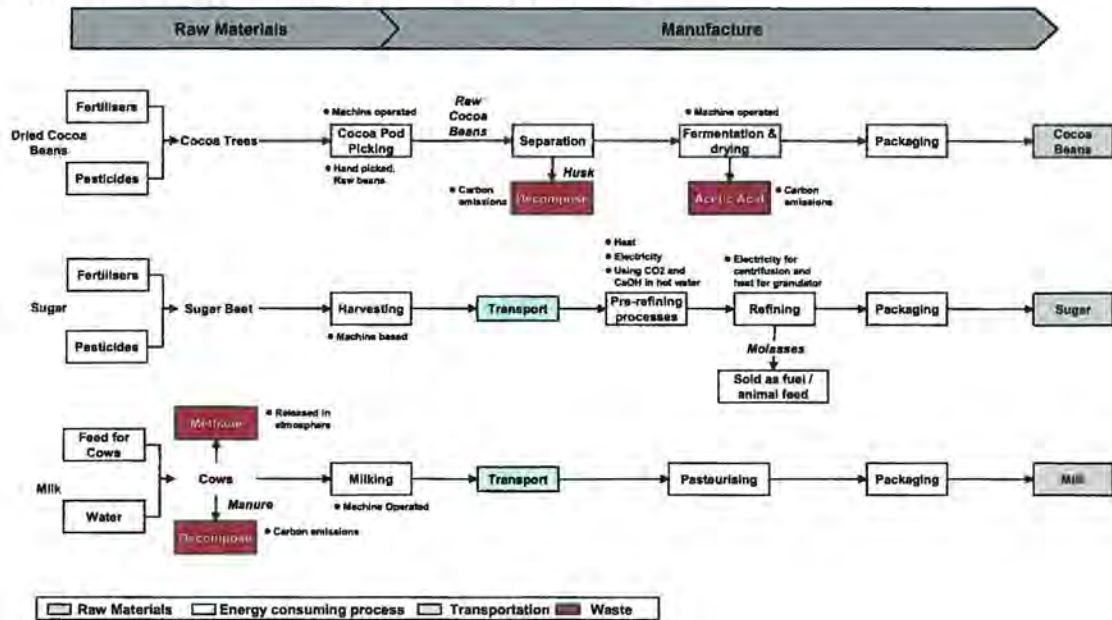 Raw Materials
Manufacture
Dried Cocoa
Beans
Fertilisers
Pesticides
Cocoa Trees
• Machine operated
Cocoa Pod
Picking
• Hand picked,
Raw beans
Raw
Cocoa
Beans
Separation
Husk
• Carbon
emissions
Decompose
• Machine operated
Fermentation &
drying
Acetic Acid
• Carbon
emissions
Packaging
Cocoa
Beans
Sugar
Fertilisers
Pesticides
Sugar Beet
Harvesting
• Machine based
Transport
• Heat
• Electricity
• Using CO2 and
CaOH in hot water
Pre-refining
processes
• Electricity for
centrifusion and
heat for granulator
Refining
Molasses
Sold as fuel /
animal feed
Packaging
Sugar
Milk
Feed for
Cows
Water
Methane
• Released in
atmosphere
Cows
Manure
Decompose
• Carbon emissions
Milking
• Machine Operated
Transport
Pastaurising
Packaging
Milk
Raw Materials
Energy consuming process
Transportation
Waste